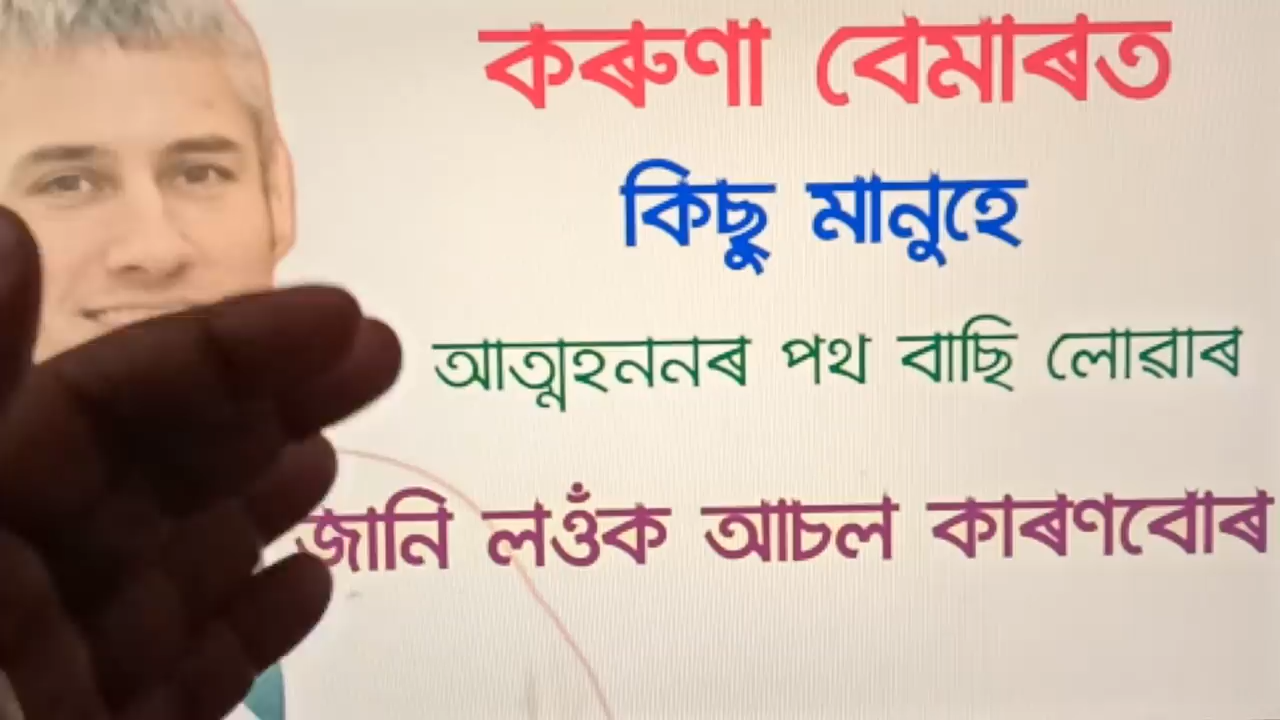 কৰুণা বেমাৰত
কিছু মানুহে
আত্মহননৰ পথ বাছি লোৱাৰ
জানি লওঁক আচল কাৰণবোৰ